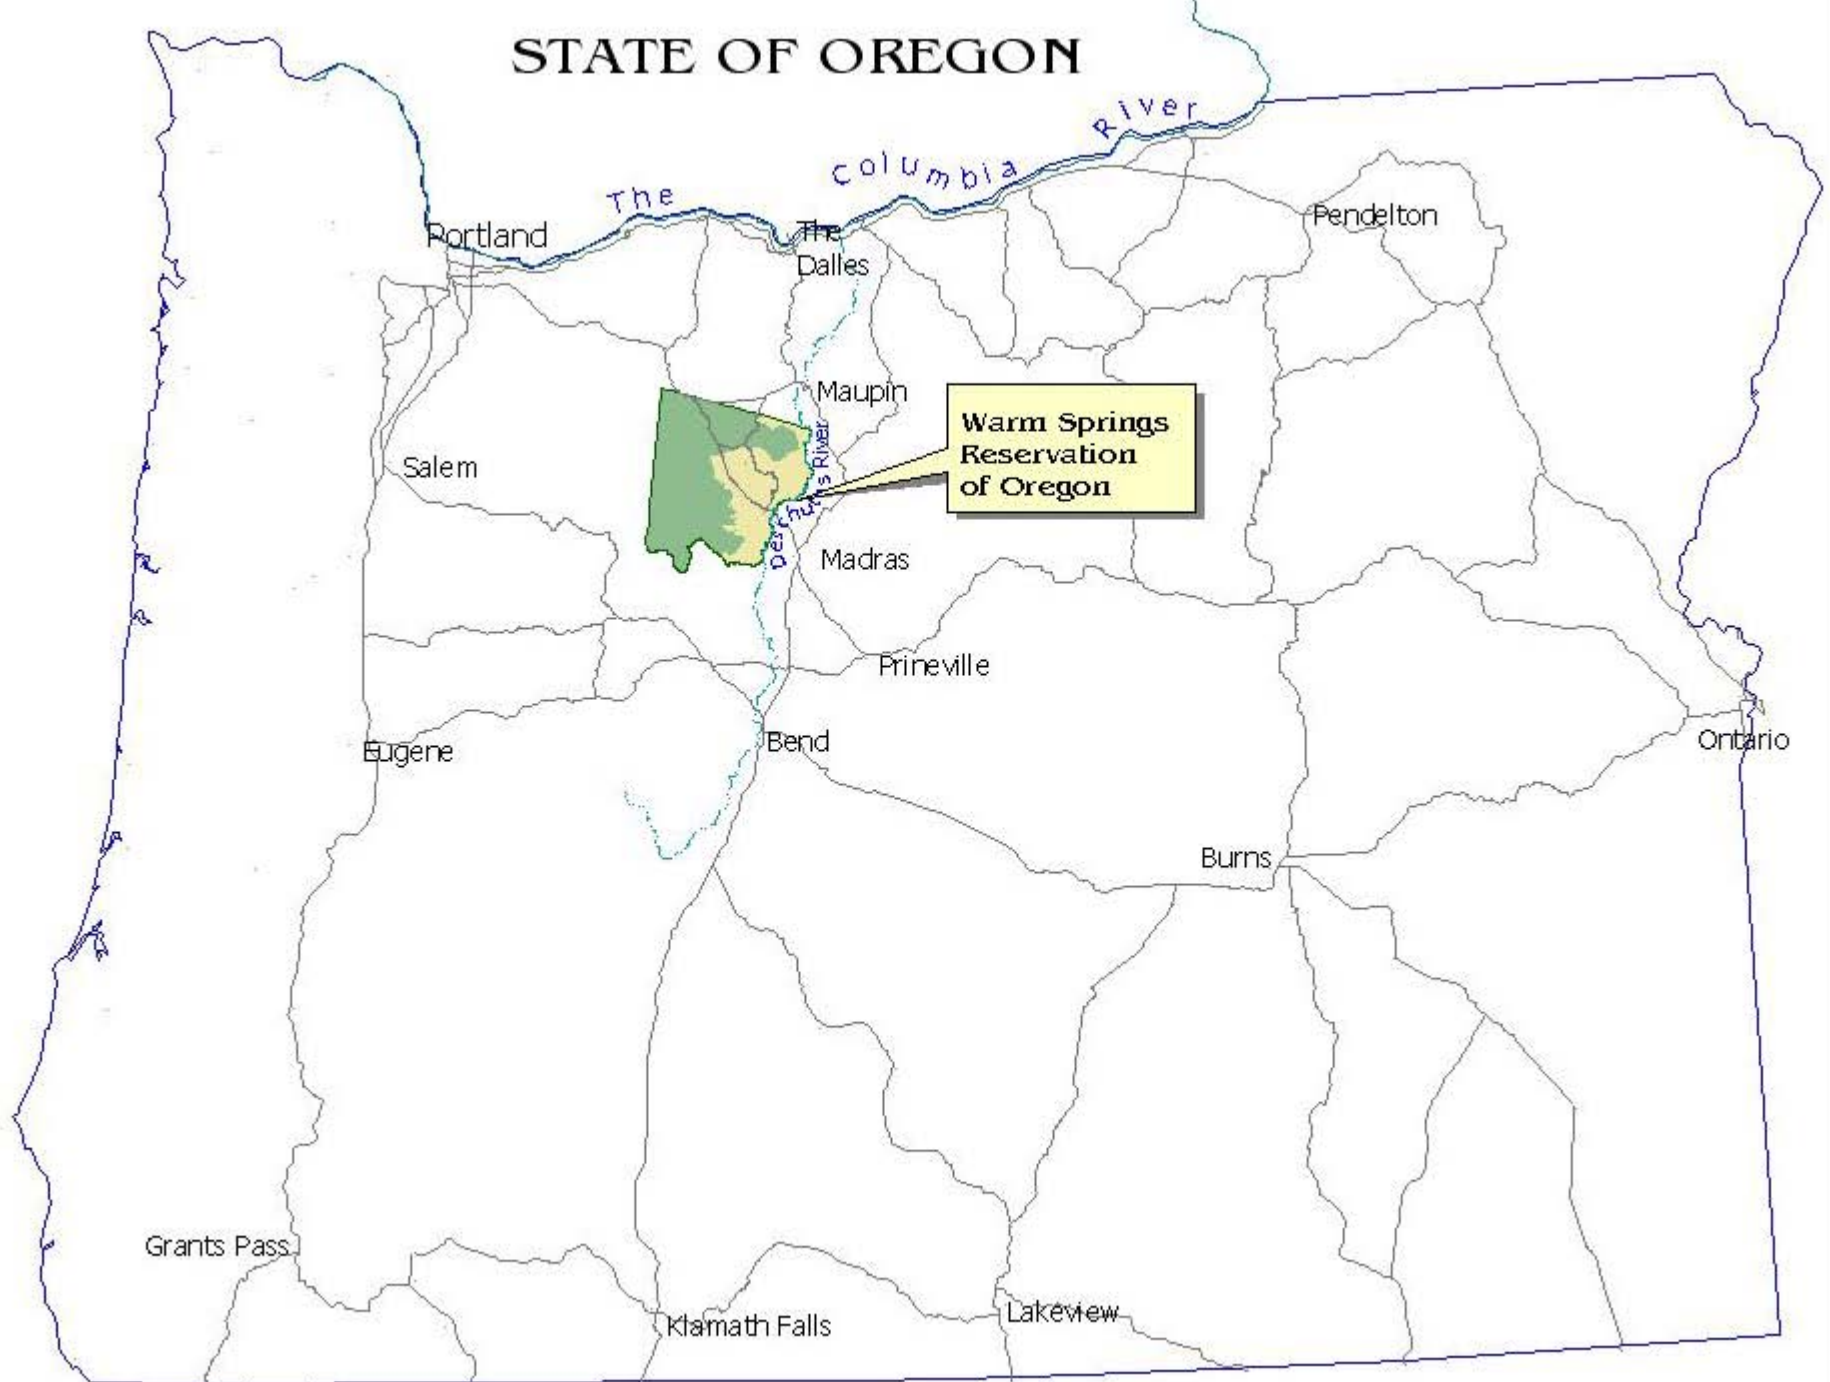 STATE OF OREGON
The Columbia River
Portland
The
Dalles
Pendelton
Maupin
Warm Springs
Reservation
of Oregon
Salem
Deschutes River
Madras
Prineville
Eugene
Bend
Ontario
Burns
Grants Pass
Klamath Falls
Lakeview